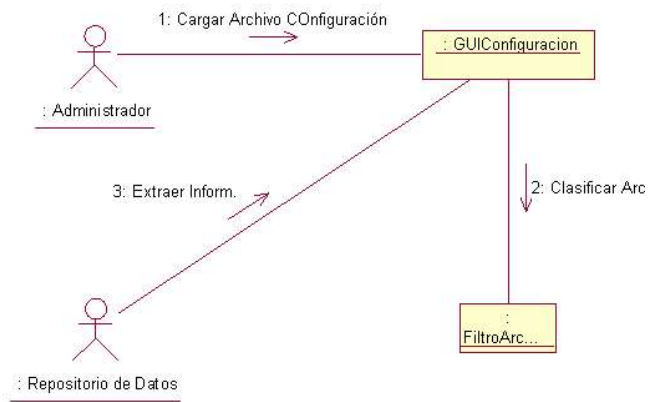 1: Cargar Archivo COnfiguración
: GUIConfiguracion
: Administrador
3: Extraer Inform.
2: Clasificar Arc
:
FiltroArc...
: Repositorio de Datos